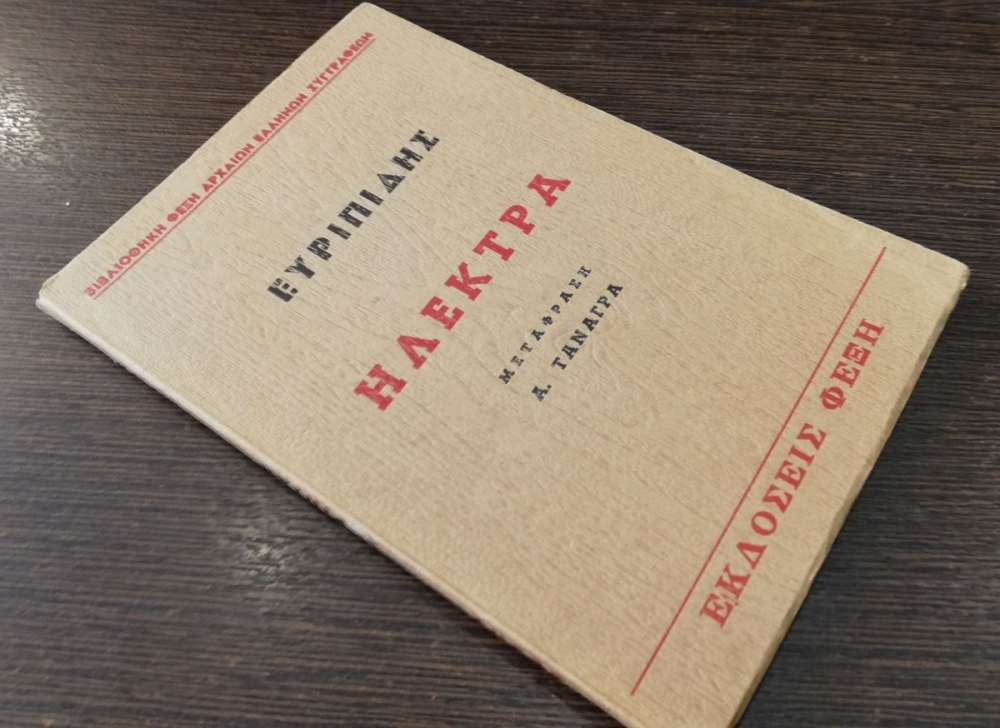 ΒΙΒΛΙΟΘΗΚΗ ΦΕΞΗ ΑΡΧΑΙΩΝ ΕΛΛΗΝΩΝ ΣΥΓΓΡΑΦΕΩΝ
ΕΥΡΙΠΙΔΗΣ
ΗΛΕΚΤΡΑ
ΜΕΤΑΦΡΑΣΗ
Α. ΤΑΝΑΓΡΑ
ΕΚΔΟΣΕΙΣ ΦΕΞΗ